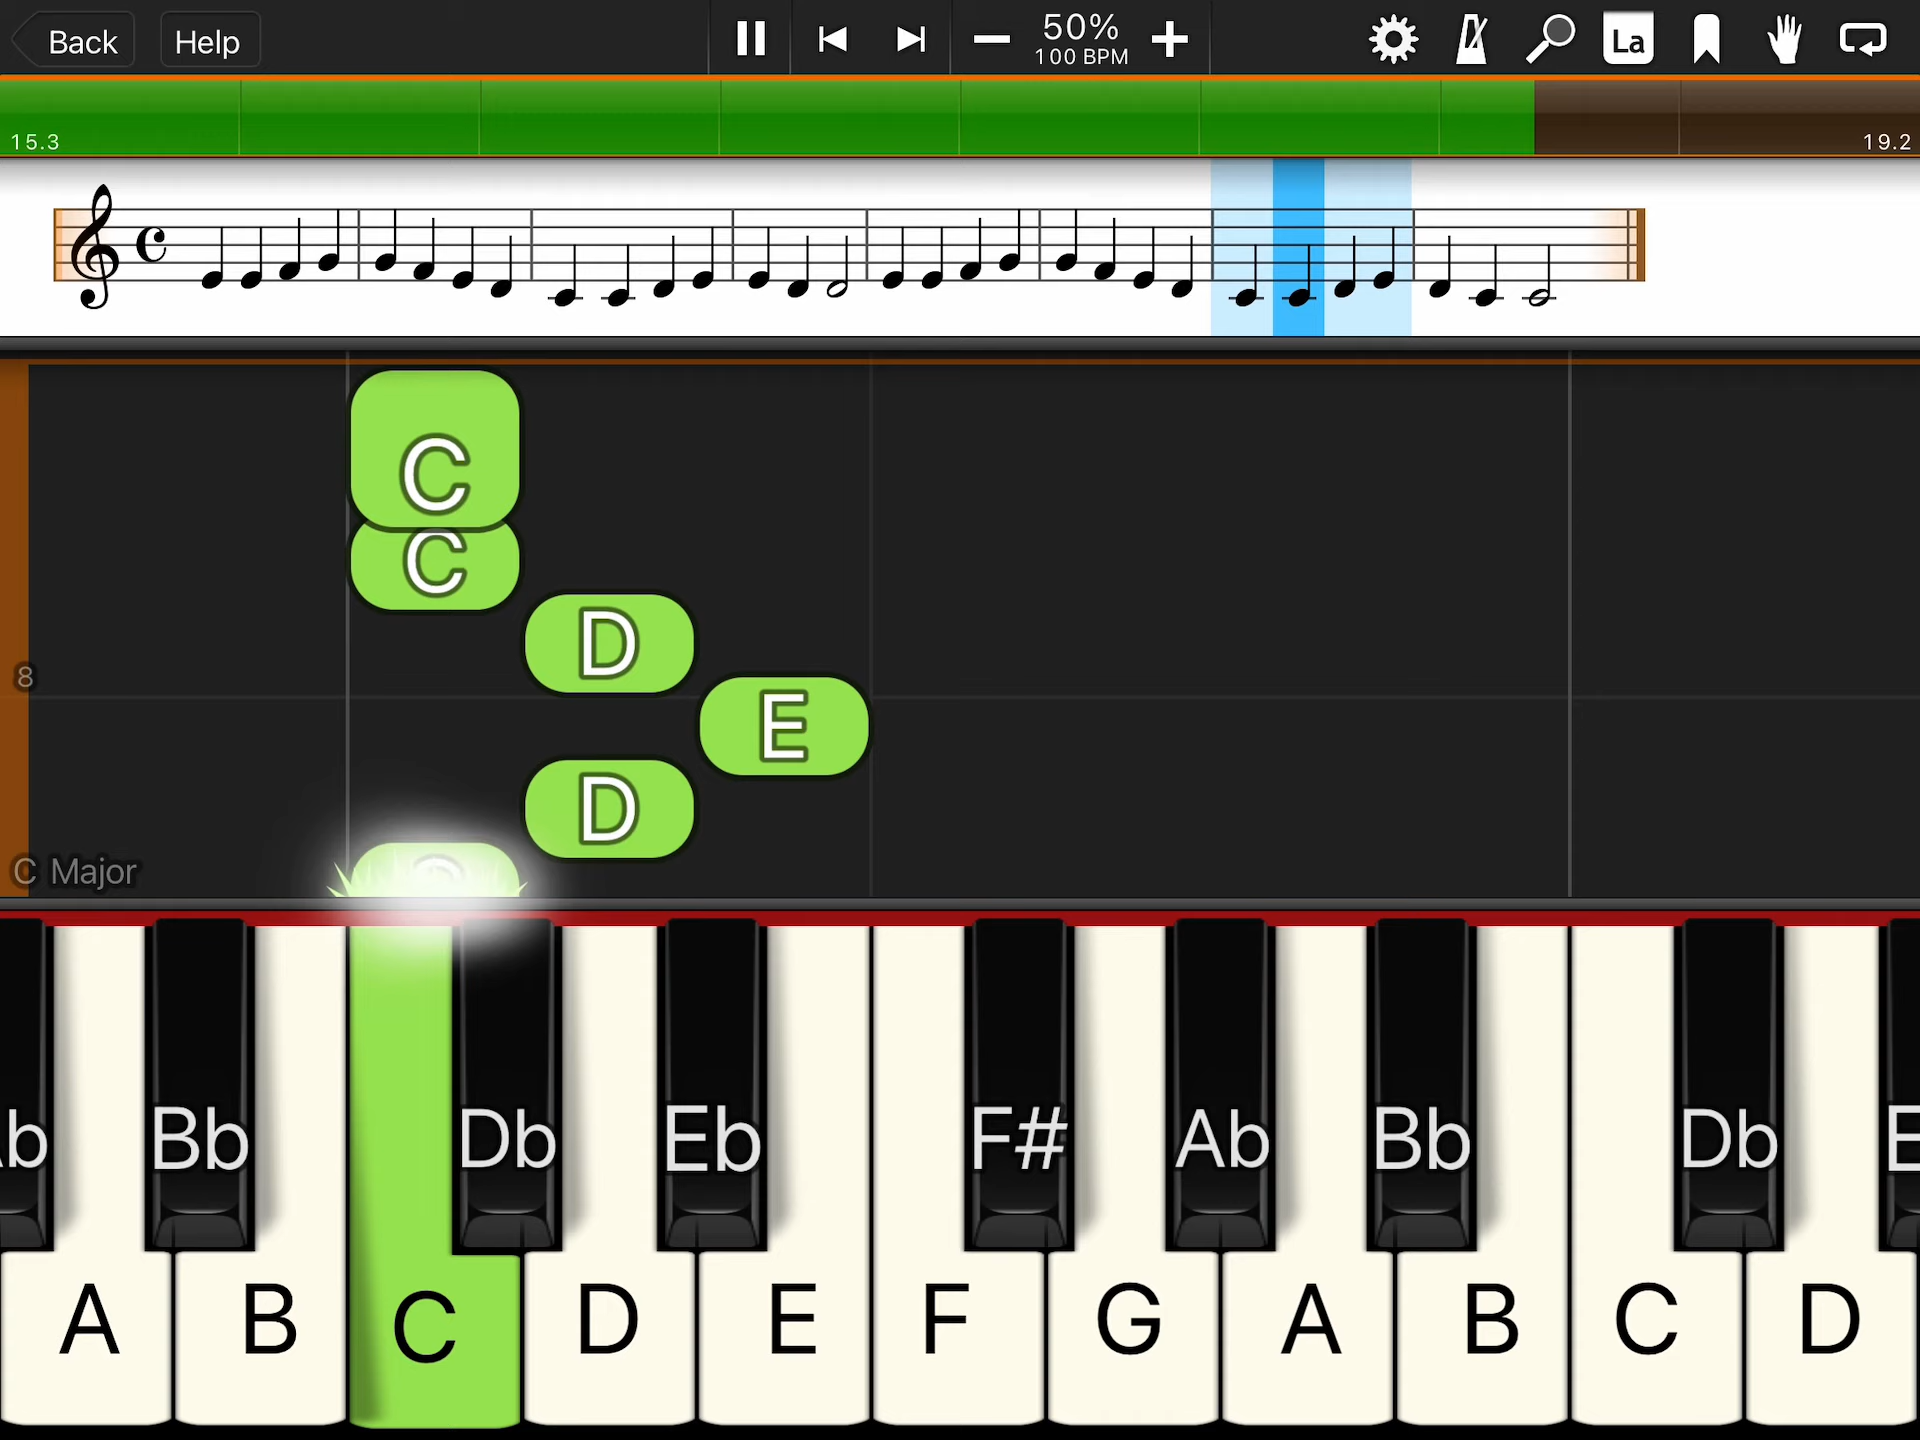 Back Help 50% La
100 BPM
15.3 19.2
C
C
D
8
E
D
C Major
Bb Db Eb F# Ab Bb Db
A B C D E F G A B C D